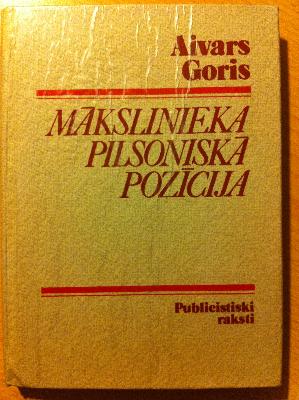 Aivars
Goris
MĀKSLINIEKA
PILSONISKĀ
POZĪCIJA
Publicistiski
raksti